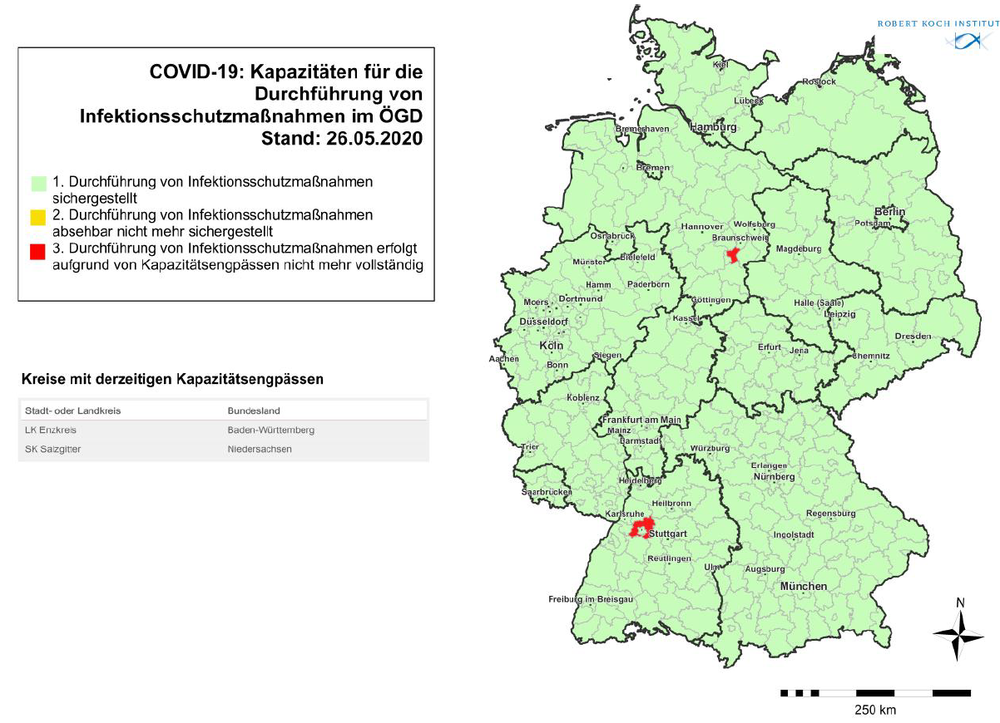 ROBERT KOCH INSTITUT
COVID-19: Kapazitäten für die
Durchführung von
Infektionsschutzmaßnahmen im ÖGD
Stand: 26.05.2020
1. Durchführung von Infektionsschutzmaßnahmen
sichergestellt
2. Durchführung von Infektionsschutzmaßnahmen
absehbar nicht mehr sichergestellt
3. Durchführung von Infektionsschutzmaßnahmen erfolgt
aufgrund von Kapazitätsengpässen nicht mehr vollständig
Kreise mit derzeitigen Kapazitätsengpässen
Stadt- oder Landkreis Bundesland
LK Enzkreis Baden-Württemberg
SK Salzgitter Niedersachsen
Kiel
Rostock
Lübeck
Hamburg
Bremerhaven
Bremen
Berlin
Potsdam
Hannover
Wolfsburg
Braunschweig
Osnabrück
Magdeburg
Bielefeld
Münster
Hamm
Paderborn
Moers
Dortmund
Göttingen
Halle (Saale)
Leipzig
Kassel
Düsseldorf
Dresden
Köln
Erfurt
Jena
Chemnitz
Aachen
Siegen
Bonn
Koblenz
Frankfurt am Main
Mainz
Darmstadt
Trier
Würzburg
Erlangen
Nürnberg
Heidelberg
Saarbrücken
Heilbronn
Karlsruhe
Regensburg
Stuttgart
Ingolstadt
Reutlingen
Ulm
Augsburg
München
Freiburg im Breisgau
N
250 km